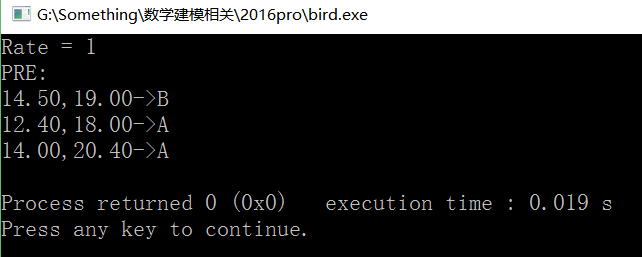 G:\Something\数学建模相关\2016pro\bird.exe
Rate = 1
PRE:
14.50,19.00->B
12.40,18.00->A
14.00,20.40->A
Process returned 0 (0x0)   execution time : 0.019 s
Press any key to continue.